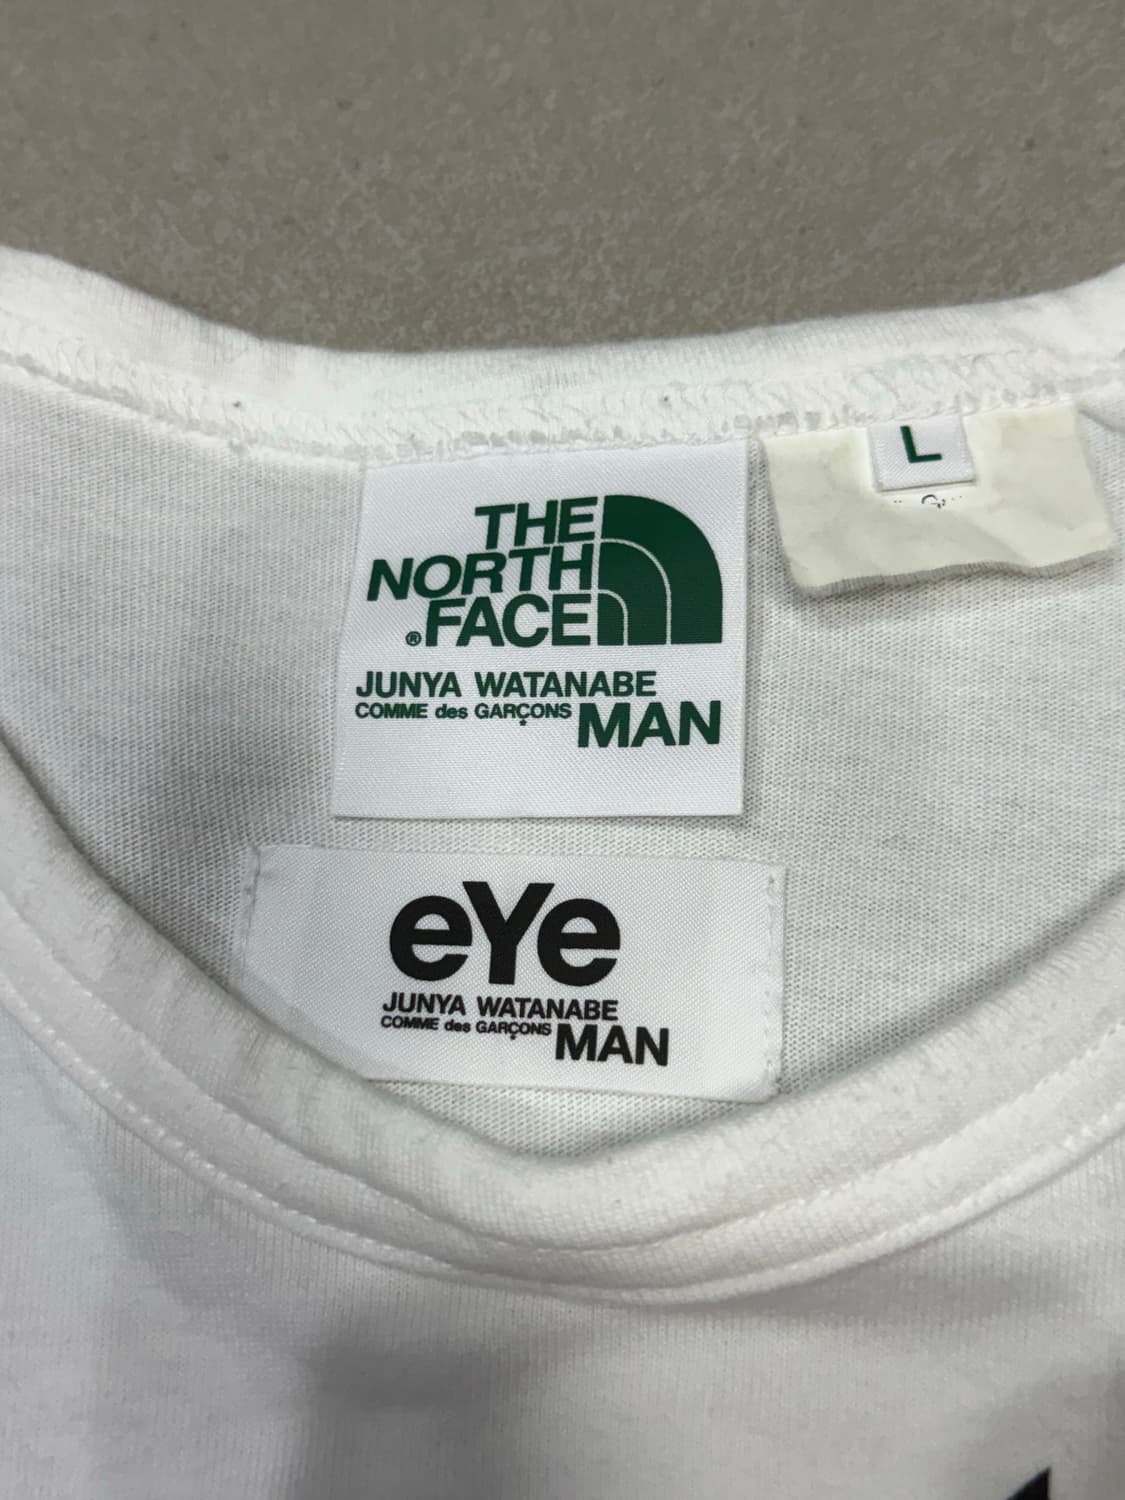 THE
NORTH
®FACE
JUNYA WATANABE
COMME des GARÇONS MAN
L
eYe
JUNYA WATANABE
COMME des GARÇONS MAN